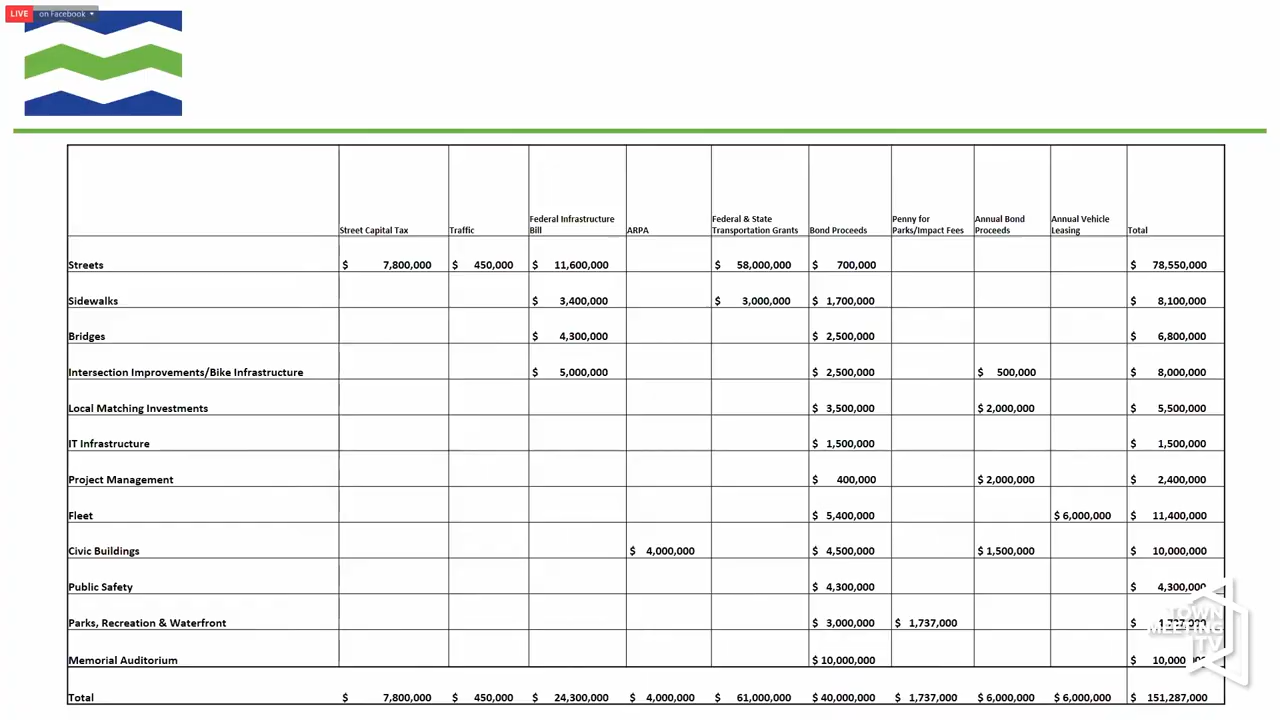 LIVE on Facebook
Street Capital Tax Traffic Federal Infrastructure Bill ARPA Federal & State Transportation Grants Bond Proceeds Penny for Parks/Impact Fees Annual Bond Proceeds Annual Vehicle Leasing Total
Streets $ 7,800,000 $ 450,000 $ 11,600,000 $ 58,000,000 $ 700,000 $ 78,550,000
Sidewalks $ 3,400,000 $ 3,000,000 $ 1,700,000 $ 8,100,000
Bridges $ 4,300,000 $ 2,500,000 $ 6,800,000
Intersection Improvements/Bike Infrastructure $ 5,000,000 $ 2,500,000 $ 500,000 $ 8,000,000
Local Matching Investments $ 3,500,000 $ 2,000,000 $ 5,500,000
IT Infrastructure $ 1,500,000 $ 1,500,000
Project Management $ 400,000 $ 2,000,000 $ 2,400,000
Fleet $ 5,400,000 $ 6,000,000 $ 11,400,000
Civic Buildings $ 4,000,000 $ 4,500,000 $ 1,500,000 $ 10,000,000
Public Safety $ 4,300,000 $ 4,300,000
Parks, Recreation & Waterfront $ 3,000,000 $ 1,737,000 $
Memorial Auditorium $ 10,000,000 $
Total $ 7,800,000 $ 450,000 $ 24,300,000 $ 4,000,000 $ 61,000,000 $ 40,000,000 $ 1,737,000 $ 6,000,000 $ 6,000,000 $ 151,287,000
TOWN
MEETING
TV